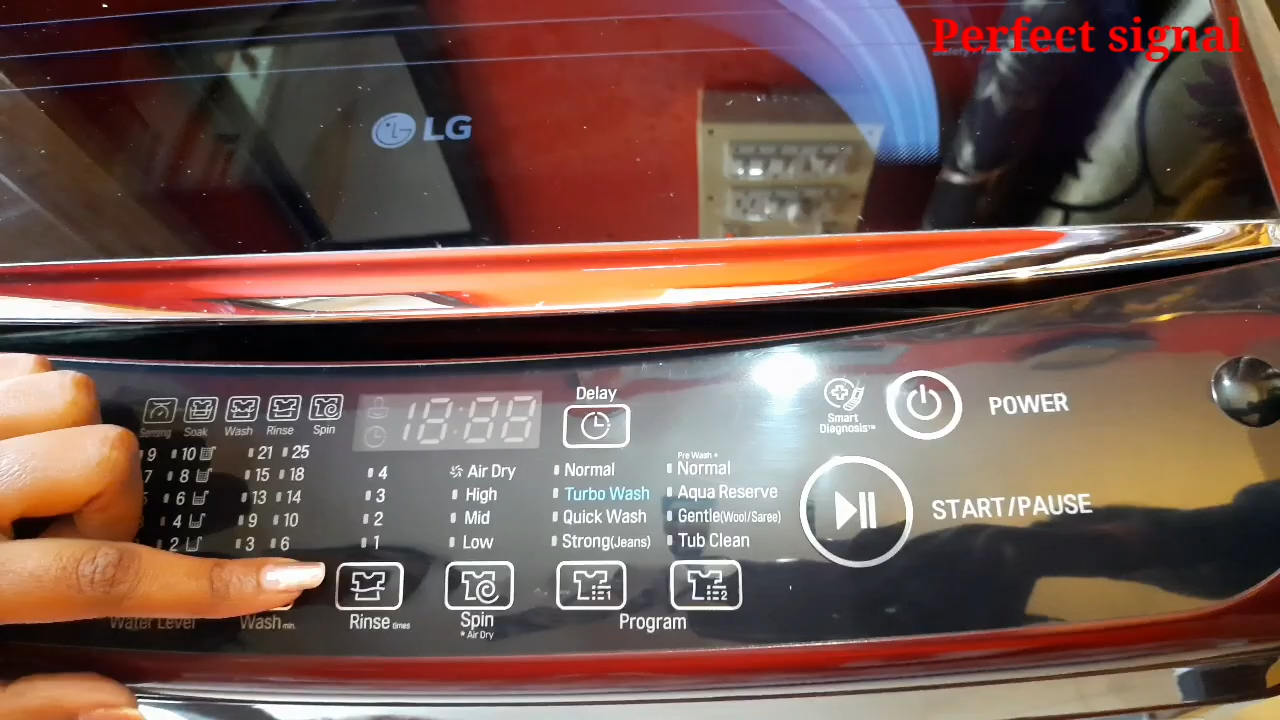 Perfect signal
LG
Delay
Smart
Diagnosis™
POWER
Sensing Soak Wash Rinse Spin
18:88
9 10 21 25
7 8 15 18
6 13 14
4 9 10
2 3 6
4
3
2
1
Air Dry
High
Mid
Low
Normal
Turbo Wash
Quick Wash
Strong(Jeans)
Pre Wash +
Normal
Aqua Reserve
Gentle(Wool/Saree)
Tub Clean
START/PAUSE
Water Level
Wash min.
Rinse times
Spin
* Air Dry
Program